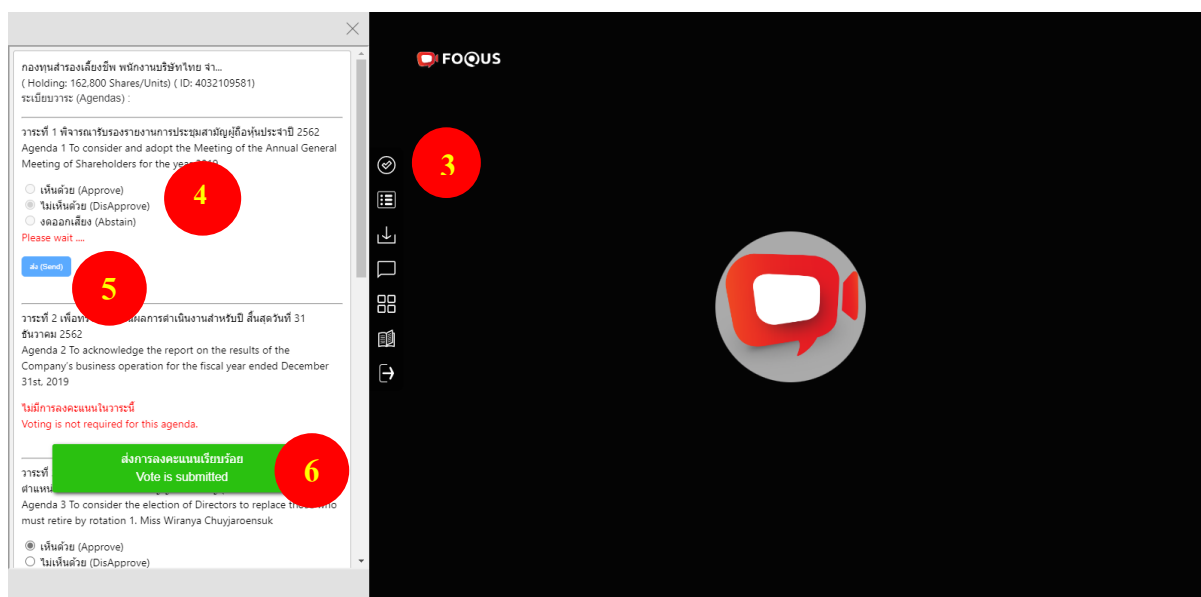 กองทุนสำรองเลี้ยงชีพ พนักงานบริษัทไทย จำ...
( Holding: 162,800 Shares/Units) ( ID: 4032109581)
ระเบียบวาระ (Agendas) :
วาระที่ 1 พิจารณารับรองรายงานการประชุมสามัญผู้ถือหุ้นประจำปี 2562
Agenda 1 To consider and adopt the Meeting of the Annual General
Meeting of Shareholders for the year 2019
เห็นด้วย (Approve)
ไม่เห็นด้วย (DisApprove)
งดออกเสียง (Abstain)
Please wait ....
ส่ง (Send)
วาระที่ 2 ผลการดำเนินงานสำหรับปี สิ้นสุดวันที่ 31
ธันวาคม 2562
Agenda 2 To acknowledge the report on the results of the
Company's business operation for the fiscal year ended December
31st, 2019
ไม่มีการลงคะแนนในวาระนี้
Voting is not required for this agenda.
ส่งการลงคะแนนเรียบร้อย
Vote is submitted
วาระที่
Agenda 3 To consider the election of Directors to replace those who
must retire by rotation 1. Miss Wiranya Chuyjaroensuk
เห็นด้วย (Approve)
ไม่เห็นด้วย (DisApprove)
4
5
6
FOQUS
3